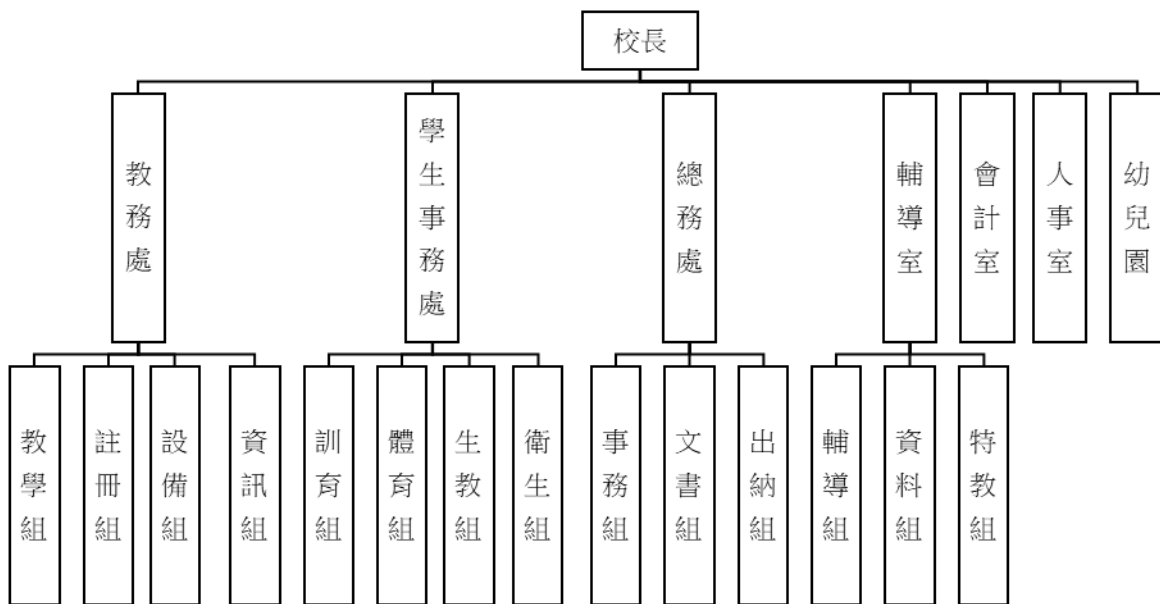 校長
教務處
學生事務處
總務處
輔導室
會計室
人事室
幼兒園
教學組
註冊組
設備組
資訊組
訓育組
體育組
生教組
衛生組
事務組
文書組
出納組
輔導組
資料組
特教組